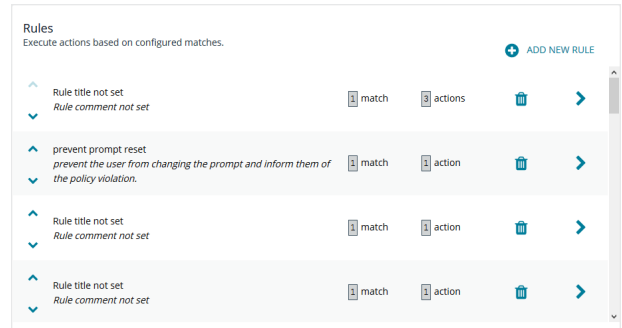 Rules
Execute actions based on configured matches.
ADD NEW RULE
Rule title not set
Rule comment not set
1 match
3 actions
prevent prompt reset
prevent the user from changing the prompt and inform them of
the policy violation.
1 match
1 action
Rule title not set
Rule comment not set
1 match
1 action
Rule title not set
Rule comment not set
1 match
1 action